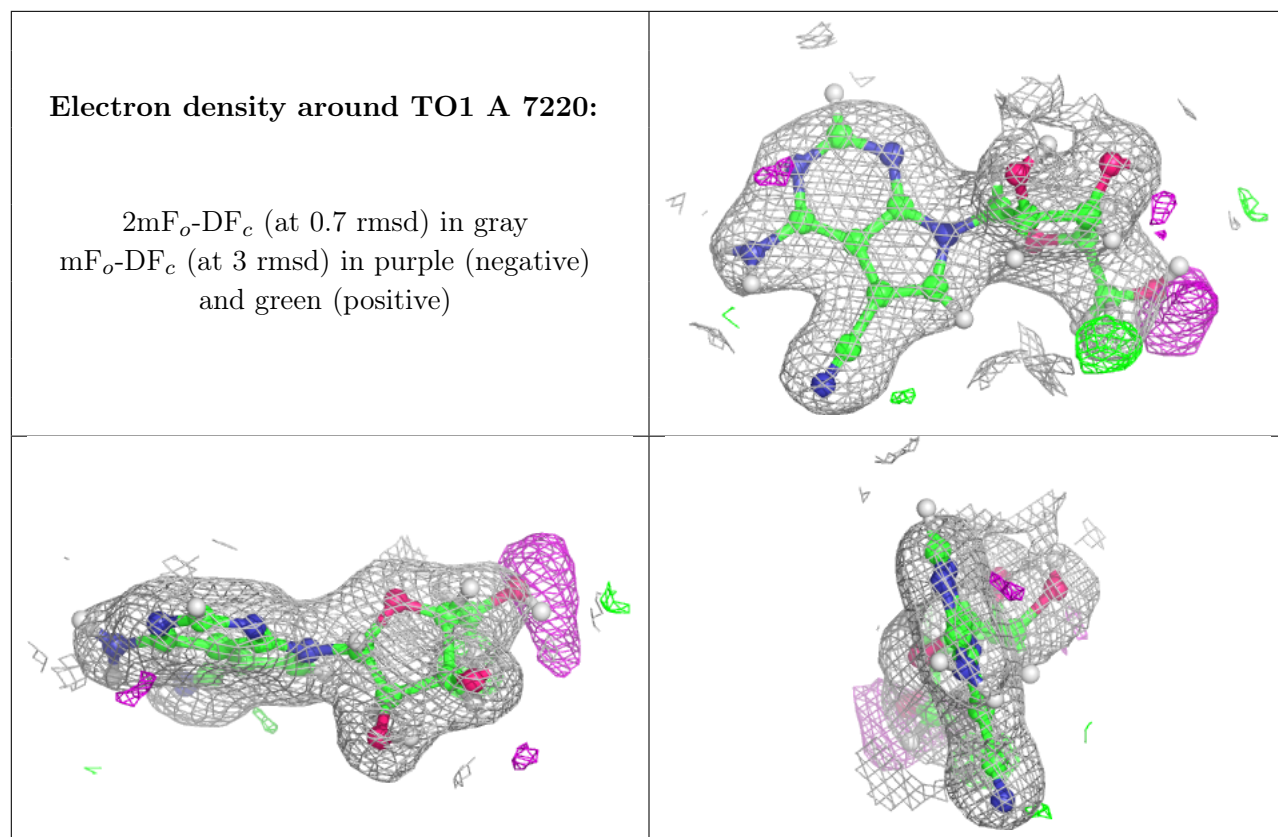 Electron density around TO1 A 7220:
2mFo-DFc (at 0.7 rmsd) in gray
mFo-DFc (at 3 rmsd) in purple (negative)
and green (positive)